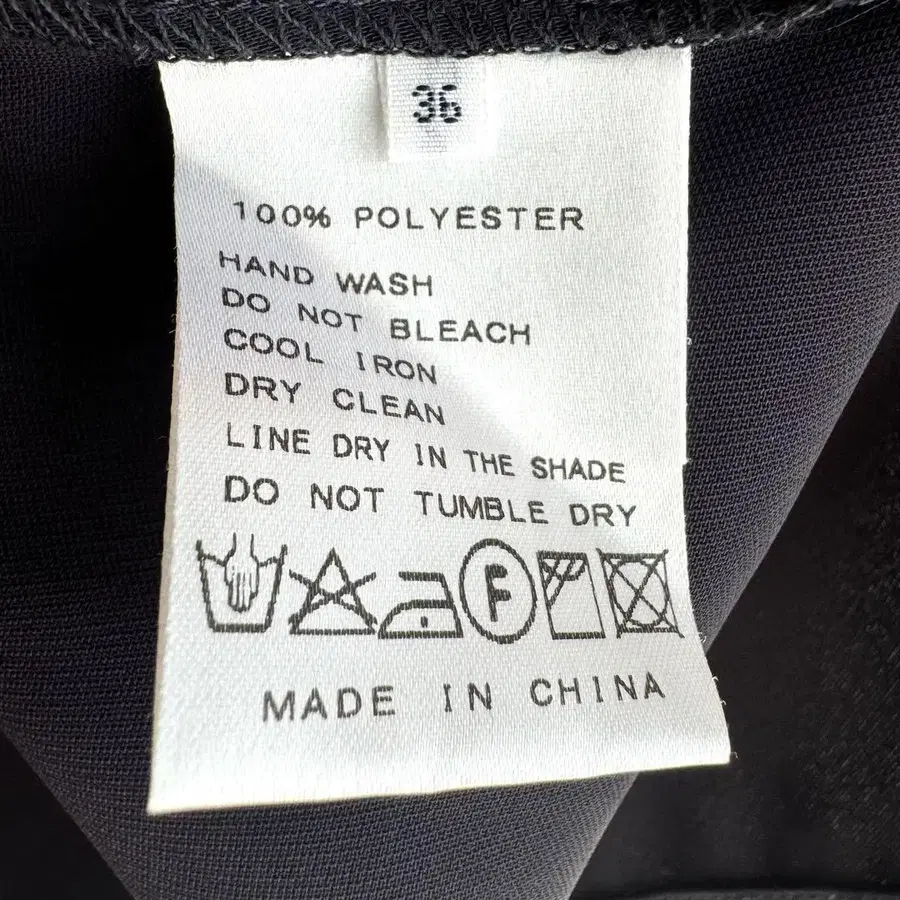 36
100% POLYESTER
HAND WASH
DO NOT BLEACH
COOL IRON
DRY CLEAN
LINE DRY IN THE SHADE
DO NOT TUMBLE DRY
F
MADE IN CHINA